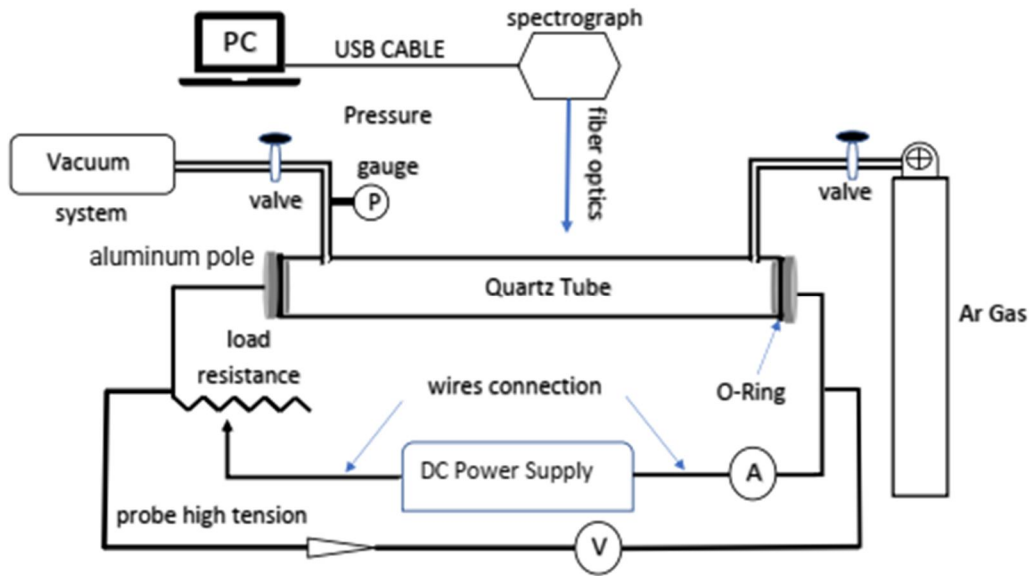 spectrograph
PC
USB CABLE
fiber optics
Pressure
gauge
P
Vacuum
system
valve
valve
aluminum pole
Quartz Tube
Ar Gas
load
resistance
wires connection
O-Ring
DC Power Supply
A
probe high tension
V